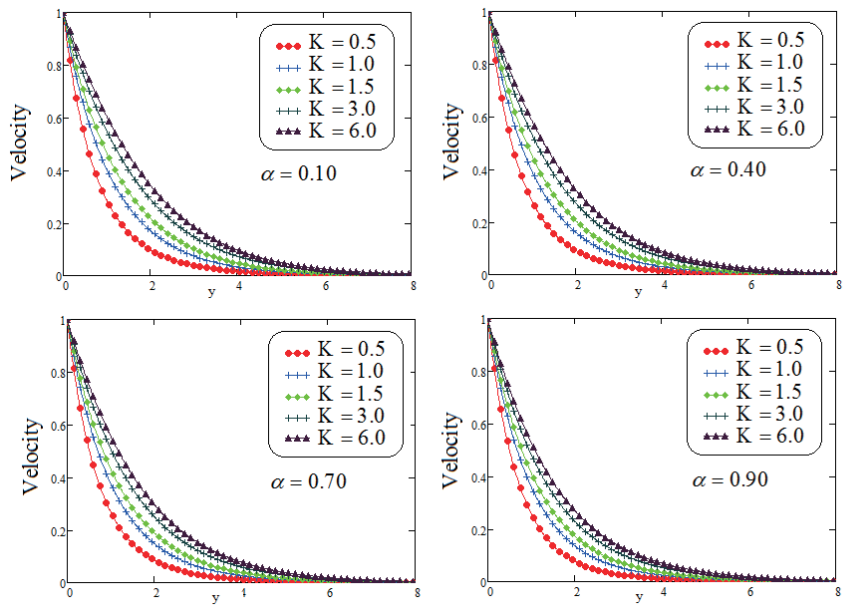 1
0.8
0.6
0.4
0.2
0
0
2
4
6
8
y
Velocity
K = 0.5
K = 1.0
K = 1.5
K = 3.0
K = 6.0
α = 0.10
1
0.8
0.6
0.4
0.2
0
0
2
4
6
8
y
Velocity
K = 0.5
K = 1.0
K = 1.5
K = 3.0
K = 6.0
α = 0.40
1
0.8
0.6
0.4
0.2
0
0
2
4
6
8
y
Velocity
K = 0.5
K = 1.0
K = 1.5
K = 3.0
K = 6.0
α = 0.70
1
0.8
0.6
0.4
0.2
0
0
2
4
6
8
y
Velocity
K = 0.5
K = 1.0
K = 1.5
K = 3.0
K = 6.0
α = 0.90